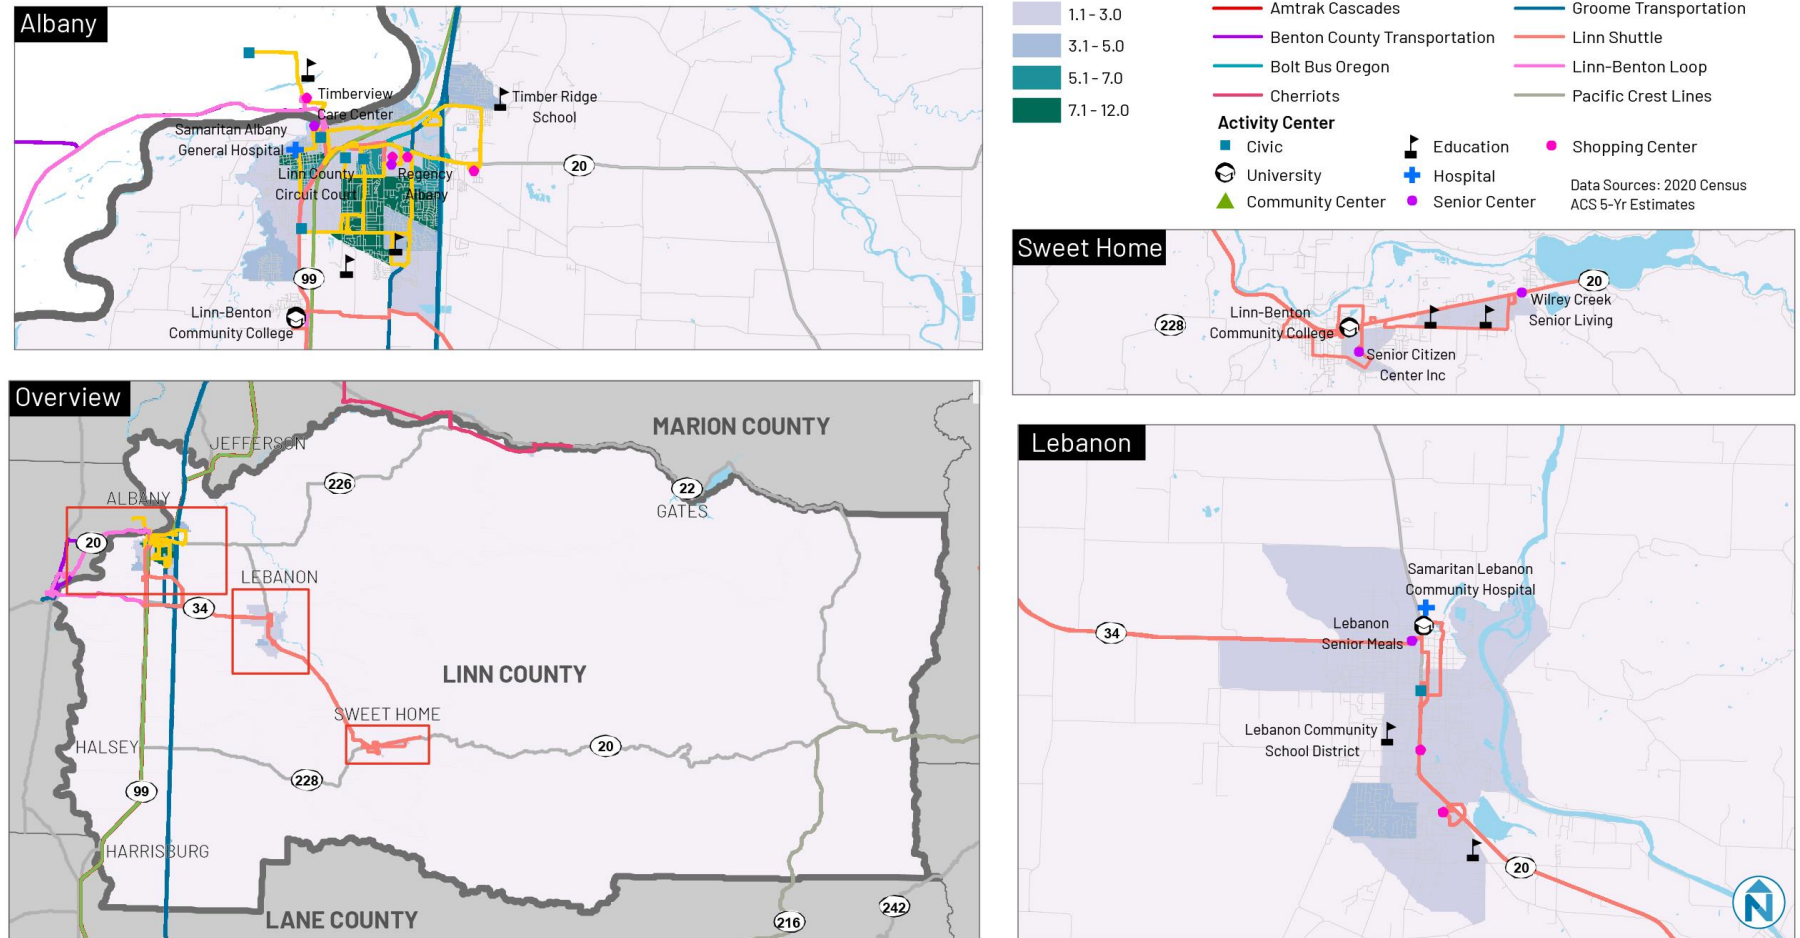 Albany
Timberview
Care Center
Timber Ridge
School
Samaritan Albany
General Hospital
Linn County
Circuit Court
Regency
Albany
20
99
Linn-Benton
Community College
1.1 - 3.0
3.1 - 5.0
5.1 - 7.0
7.1 - 12.0
Amtrak Cascades
Benton County Transportation
Bolt Bus Oregon
Cherriots
Groome Transportation
Linn Shuttle
Linn-Benton Loop
Pacific Crest Lines
Activity Center
Civic
University
Community Center
Education
Hospital
Senior Center
Shopping Center
Data Sources: 2020 Census
ACS 5-Yr Estimates
Sweet Home
228
Linn-Benton
Community College
Senior Citizen
Center Inc
20
Wilrey Creek
Senior Living
Overview
MARION COUNTY
JEFFERSON
226
22
GATES
ALBANY
20
LEBANON
34
LINN COUNTY
SWEET HOME
HALSEY
228
20
99
HARRISBURG
LANE COUNTY
216
242
Lebanon
Samaritan Lebanon
Community Hospital
34
Lebanon
Senior Meals
Lebanon Community
School District
20
N